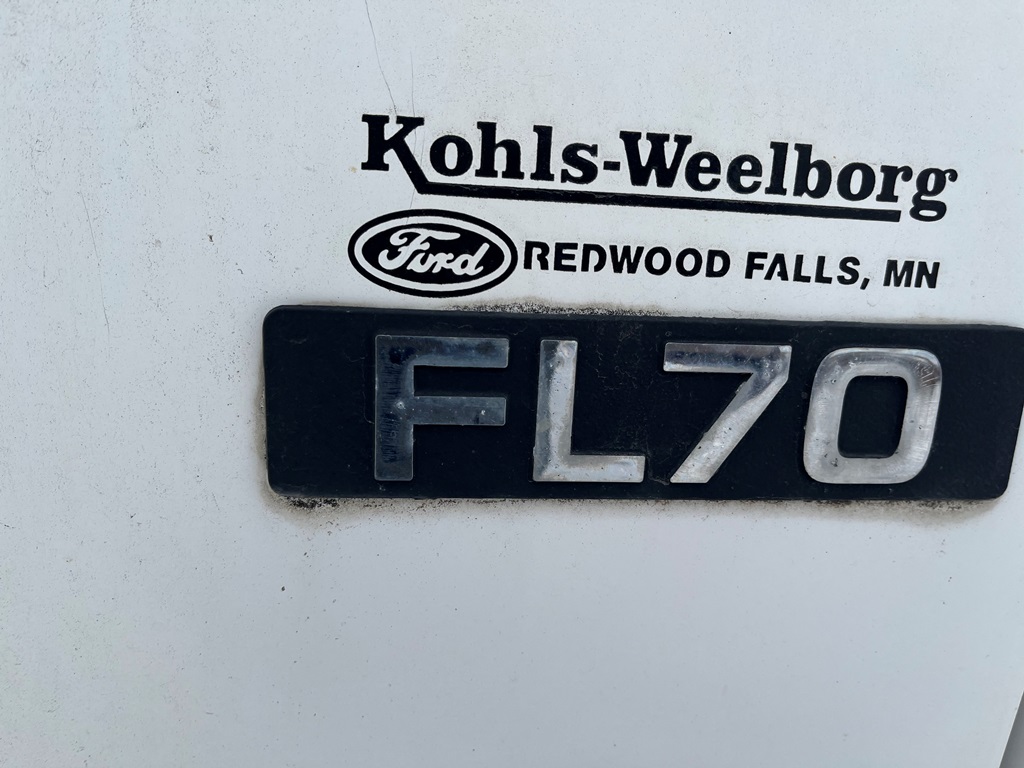 Kohls-Weelborg
Ford REDWOOD FALLS, MN
FL70